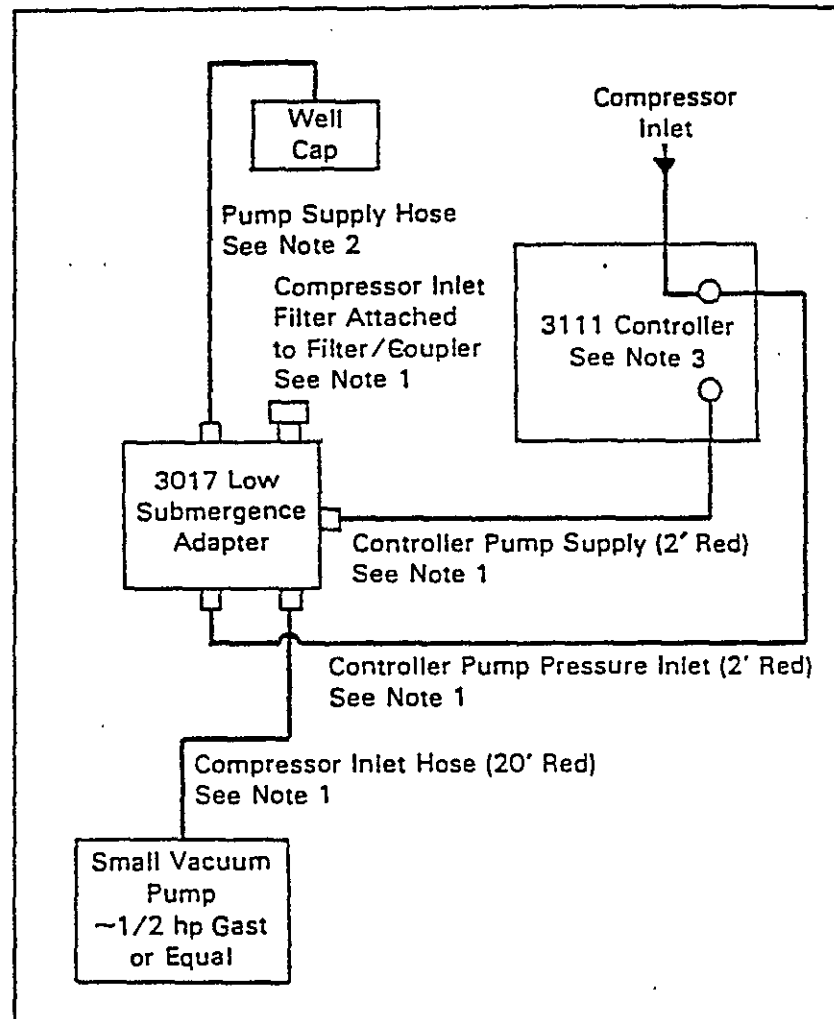 Well
Cap
Compressor
Inlet
Pump Supply Hose
See Note 2
Compressor Inlet
Filter Attached
to Filter/Coupler
See Note 1
3111 Controller
See Note 3
3017 Low
Submergence
Adapter
Controller Pump Supply (2' Red)
See Note 1
Controller Pump Pressure Inlet (2' Red)
See Note 1
Compressor Inlet Hose (20' Red)
See Note 1
Small Vacuum
Pump
~1/2 hp Gast
or Equal